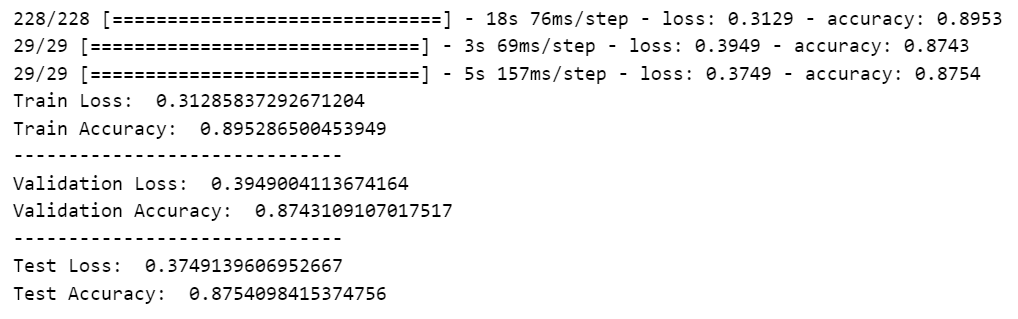 228/228 [==============================] - 18s 76ms/step - loss: 0.3129 - accuracy: 0.8953
29/29 [==============================] - 3s 69ms/step - loss: 0.3949 - accuracy: 0.8743
29/29 [==============================] - 5s 157ms/step - loss: 0.3749 - accuracy: 0.8754
Train Loss:  0.31285837292671204
Train Accuracy:  0.895286500453949
------------------------------
Validation Loss:  0.3949004113674164
Validation Accuracy:  0.8743109107017517
------------------------------
Test Loss:  0.3749139606952667
Test Accuracy:  0.8754098415374756